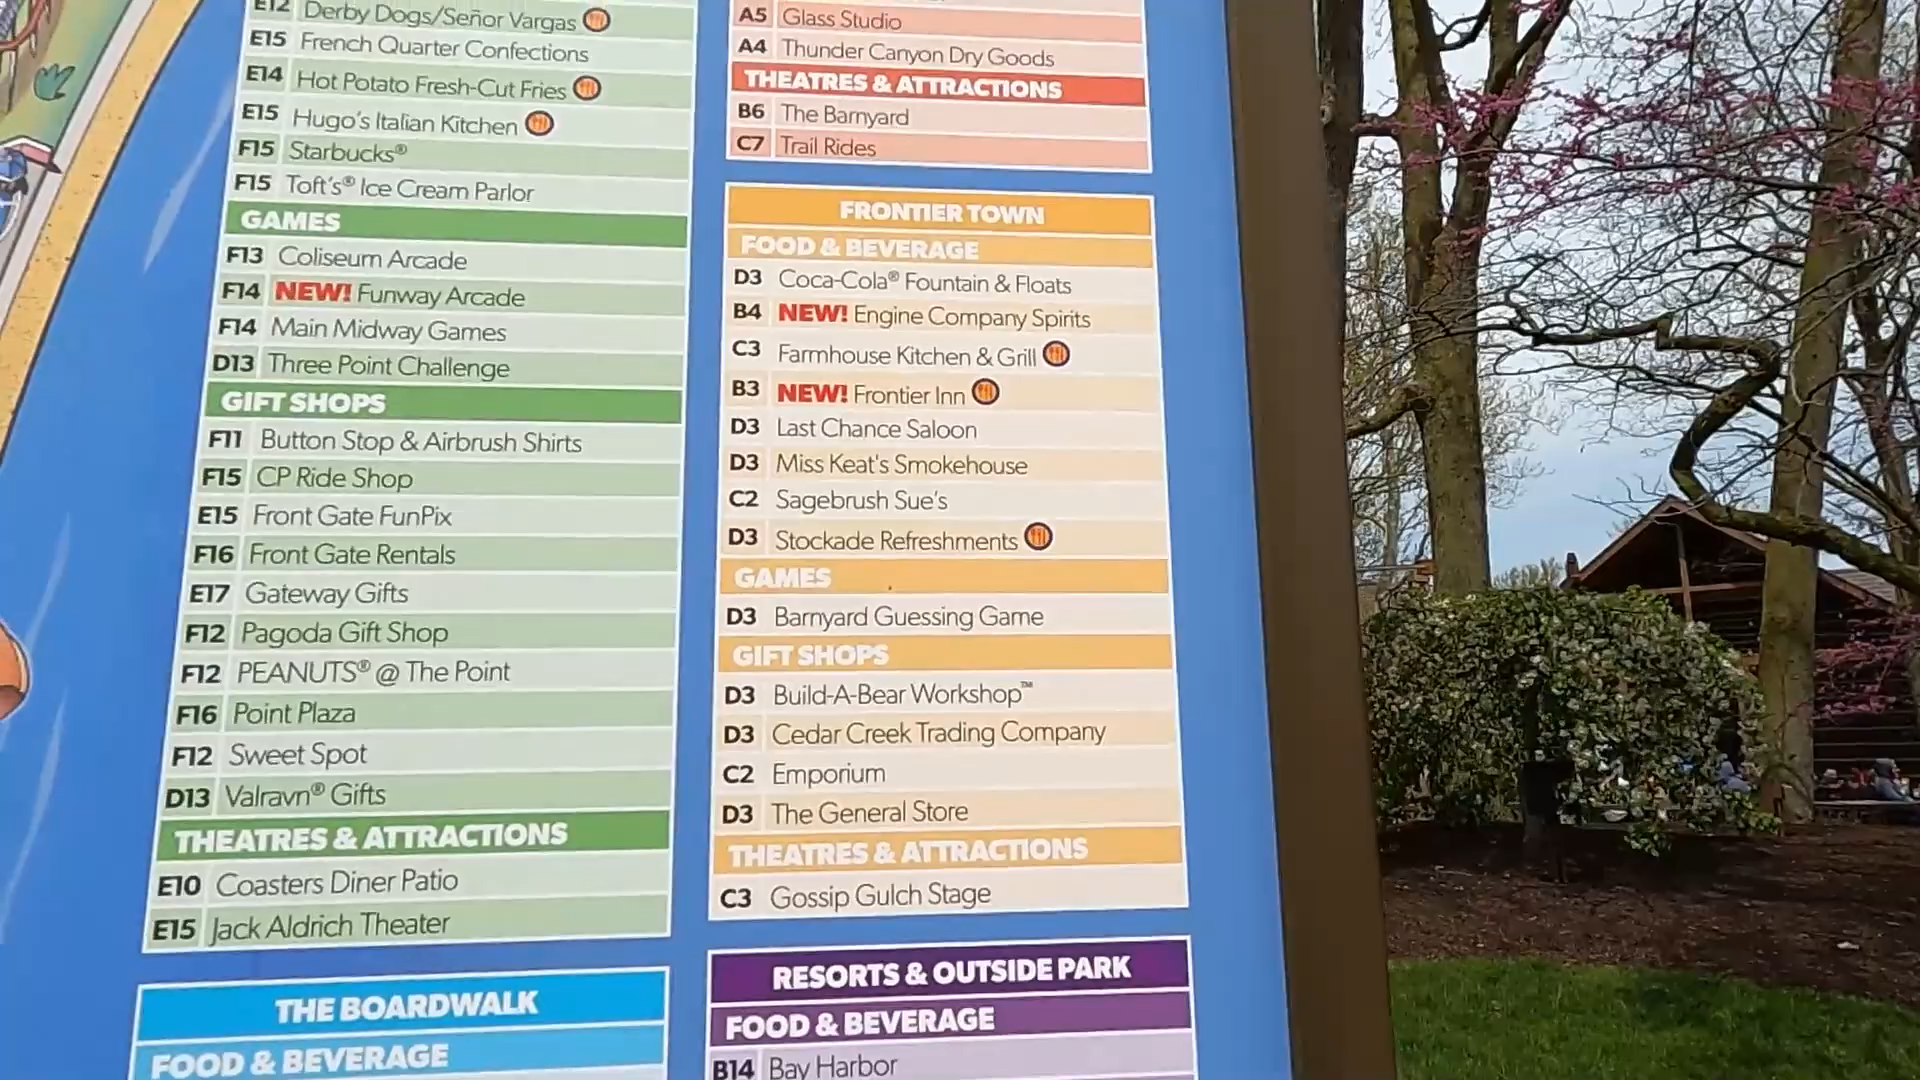 E12 Derby Dogs/Señor Vargas
E15 French Quarter Confections
E14 Hot Potato Fresh-Cut Fries
E15 Hugo's Italian Kitchen
F15 Starbucks®
F15 Toft's® Ice Cream Parlor
GAMES
F13 Coliseum Arcade
F14 NEW! Funway Arcade
F14 Main Midway Games
D13 Three Point Challenge
GIFT SHOPS
F11 Button Stop & Airbrush Shirts
F15 CP Ride Shop
E15 Front Gate FunPix
F16 Front Gate Rentals
E17 Gateway Gifts
F12 Pagoda Gift Shop
F12 PEANUTS® @ The Point
F16 Point Plaza
F12 Sweet Spot
D13 Valravn® Gifts
THEATRES & ATTRACTIONS
E10 Coasters Diner Patio
E15 Jack Aldrich Theater
THE BOARDWALK
FOOD & BEVERAGE
A5 Glass Studio
A4 Thunder Canyon Dry Goods
THEATRES & ATTRACTIONS
B6 The Barnyard
C7 Trail Rides
FRONTIER TOWN
FOOD & BEVERAGE
D3 Coca-Cola® Fountain & Floats
B4 NEW! Engine Company Spirits
C3 Farmhouse Kitchen & Grill
B3 NEW! Frontier Inn
D3 Last Chance Saloon
D3 Miss Keat's Smokehouse
C2 Sagebrush Sue's
D3 Stockade Refreshments
GAMES
D3 Barnyard Guessing Game
GIFT SHOPS
D3 Build-A-Bear Workshop™
D3 Cedar Creek Trading Company
C2 Emporium
D3 The General Store
THEATRES & ATTRACTIONS
C3 Gossip Gulch Stage
RESORTS & OUTSIDE PARK
FOOD & BEVERAGE
B14 Bay Harbor